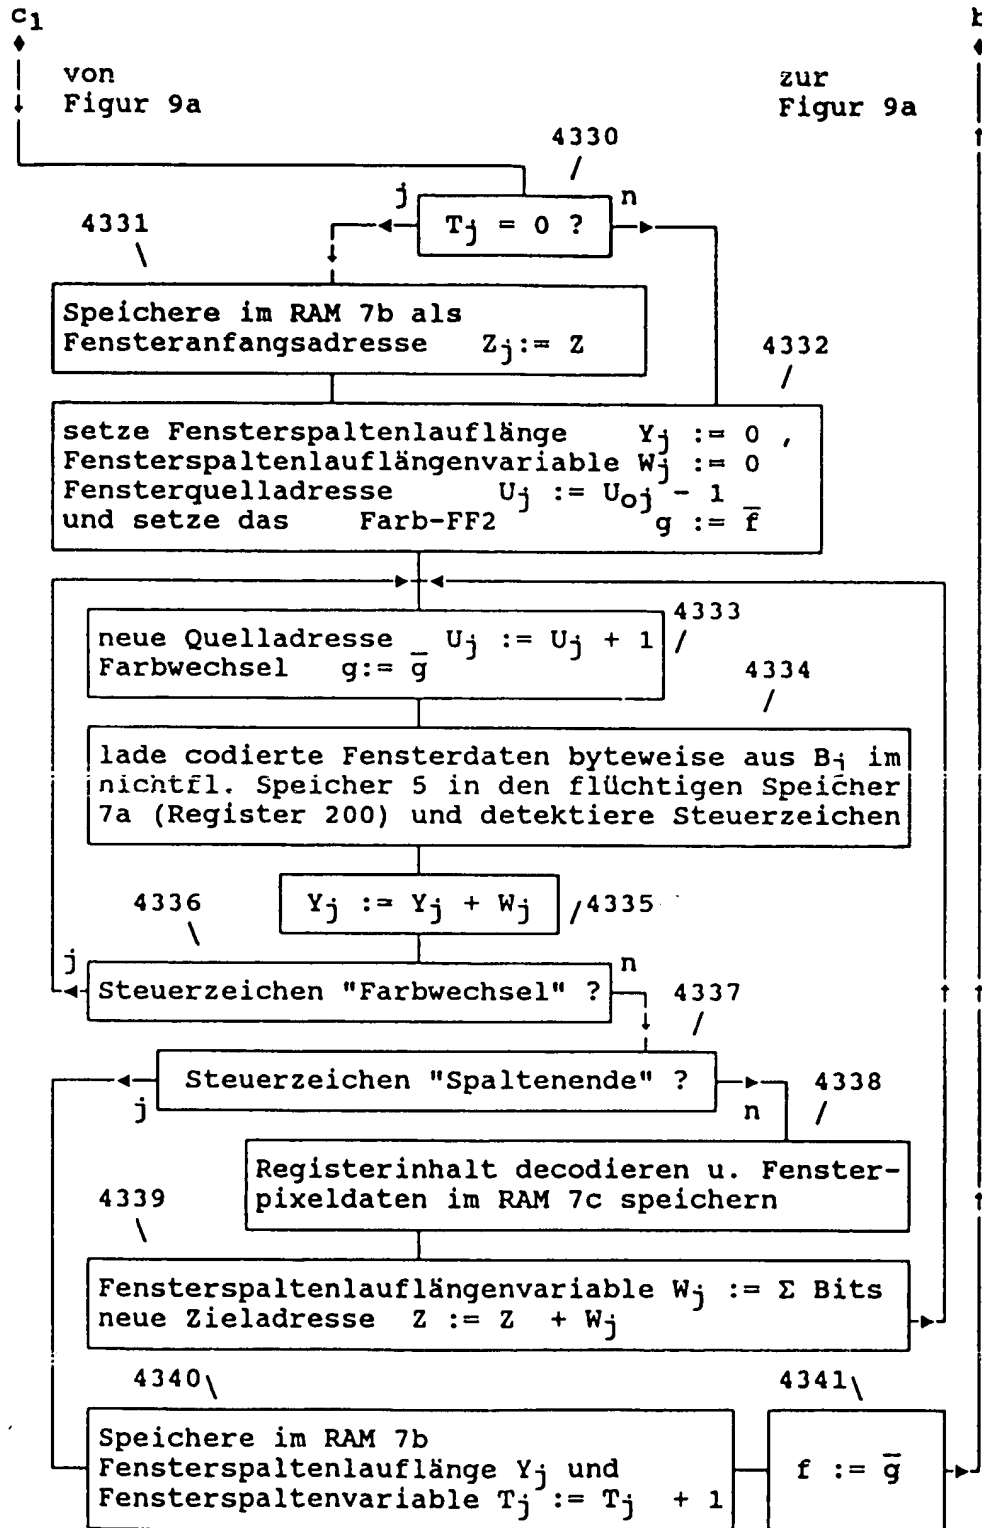 c1
von
Figur 9a
zur
Figur 9a
4330
j
n
Tj = 0 ?
4331
Speichere im RAM 7b als
Fensteranfangsadresse Zj:= Z
4332
setze Fensterspaltenlauflänge Yj := 0 ,
Fensterspaltenlauflängenvariable Wj := 0
Fensterquelladresse Uj := Uoj - 1
und setze das Farb-FF2 g := f̅
4333
neue Quelladresse Uj := Uj + 1
Farbwechsel g:= g̅
4334
lade codierte Fensterdaten byteweise aus Bj im
nichtfl. Speicher 5 in den flüchtigen Speicher
7a (Register 200) und detektiere Steuerzeichen
Yj := Yj + Wj
4335
4336
j
n
Steuerzeichen "Farbwechsel" ?
4337
Steuerzeichen "Spaltenende" ?
j
n
4338
Registerinhalt decodieren u. Fenster-
pixeldaten im RAM 7c speichern
4339
Fensterspaltenlauflängenvariable Wj := Σ Bits
neue Zieladresse Z := Z + Wj
4340
4341
Speichere im RAM 7b
Fensterspaltenlauflänge Yj und
Fensterspaltenvariable Tj := Tj + 1
f := g̅